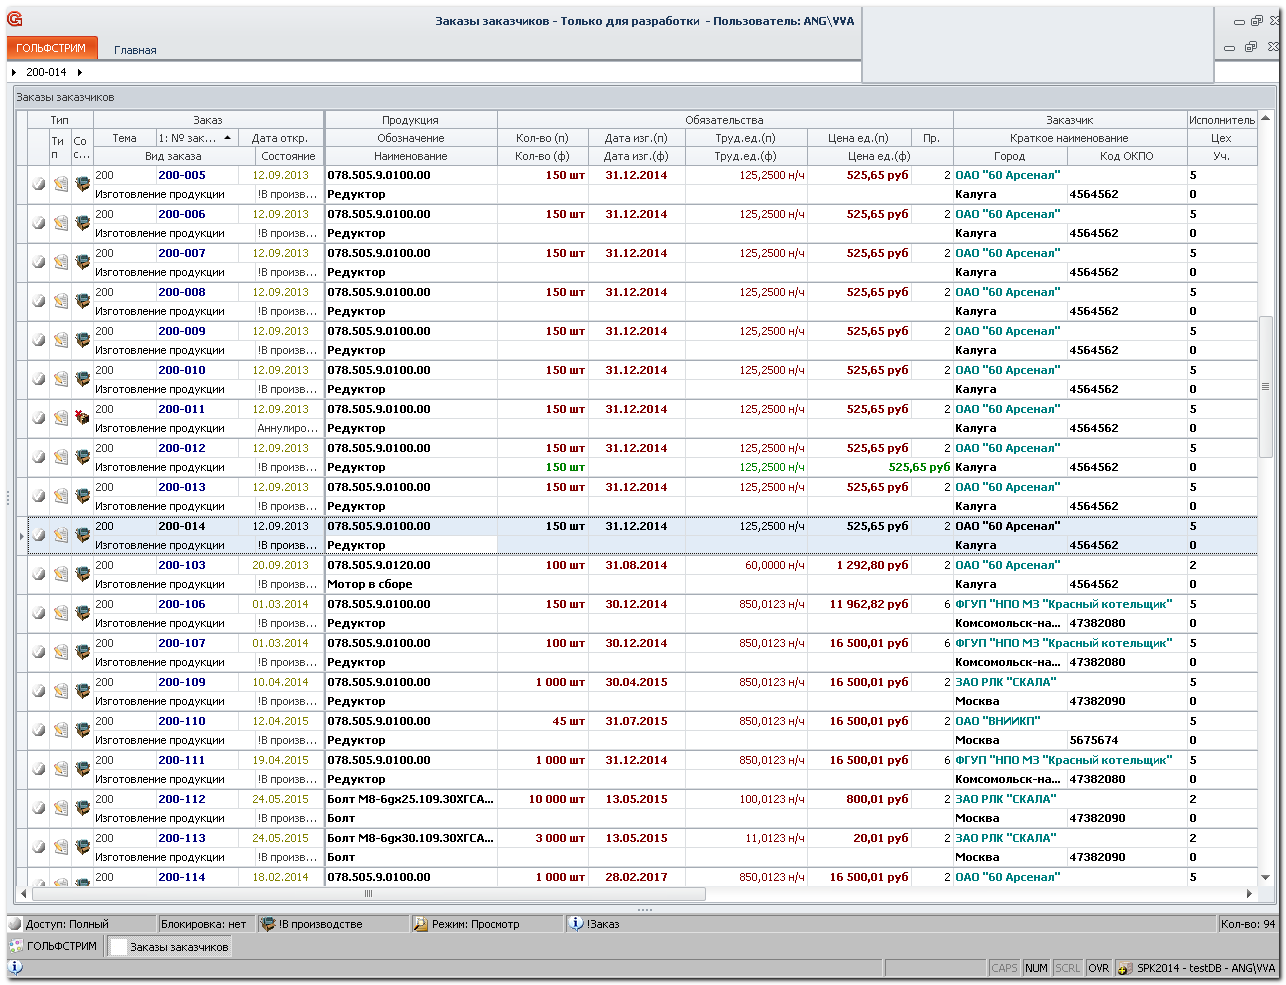 Заказы заказчиков - Только для разработки - Пользователь: ANG\VVA
ГОЛЬФСТРИМ Главная
200-014
Заказы заказчиков
Тип Заказ Продукция Обязательства Заказчик Исполнитель
Ти п Со с... Тема 1: № зак... Дата откр. Обозначение Кол-во (п) Дата изг.(п) Труд.ед.(п) Цена ед.(п) Пр. Краткое наименование Цех
Вид заказа Состояние Наименование Кол-во (ф) Дата изг.(ф) Труд.ед.(ф) Цена ед.(ф) Город Код ОКПО Уч.
200 200-005 12.09.2013 078.505.9.0100.00 150 шт 31.12.2014 125,2500 н/ч 525,65 руб 2 ОАО "60 Арсенал" 5
Изготовление продукции !В произв... Редуктор Калуга 4564562 0
200 200-006 12.09.2013 078.505.9.0100.00 150 шт 31.12.2014 125,2500 н/ч 525,65 руб 2 ОАО "60 Арсенал" 5
Изготовление продукции !В произв... Редуктор Калуга 4564562 0
200 200-007 12.09.2013 078.505.9.0100.00 150 шт 31.12.2014 125,2500 н/ч 525,65 руб 2 ОАО "60 Арсенал" 5
Изготовление продукции !В произв... Редуктор Калуга 4564562 0
200 200-008 12.09.2013 078.505.9.0100.00 150 шт 31.12.2014 125,2500 н/ч 525,65 руб 2 ОАО "60 Арсенал" 5
Изготовление продукции !В произв... Редуктор Калуга 4564562 0
200 200-009 12.09.2013 078.505.9.0100.00 150 шт 31.12.2014 125,2500 н/ч 525,65 руб 2 ОАО "60 Арсенал" 5
Изготовление продукции !В произв... Редуктор Калуга 4564562 0
200 200-010 12.09.2013 078.505.9.0100.00 150 шт 31.12.2014 125,2500 н/ч 525,65 руб 2 ОАО "60 Арсенал" 5
Изготовление продукции !В произв... Редуктор Калуга 4564562 0
200 200-011 12.09.2013 078.505.9.0100.00 150 шт 31.12.2014 125,2500 н/ч 525,65 руб 2 ОАО "60 Арсенал" 5
Изготовление продукции Аннулиро... Редуктор Калуга 4564562 0
200 200-012 12.09.2013 078.505.9.0100.00 150 шт 31.12.2014 125,2500 н/ч 525,65 руб 2 ОАО "60 Арсенал" 5
Изготовление продукции !В произв... Редуктор 150 шт 125,2500 н/ч 525,65 руб Калуга 4564562 0
200 200-013 12.09.2013 078.505.9.0100.00 150 шт 31.12.2014 125,2500 н/ч 525,65 руб 2 ОАО "60 Арсенал" 5
Изготовление продукции !В произв... Редуктор Калуга 4564562 0
200 200-014 12.09.2013 078.505.9.0100.00 150 шт 31.12.2014 125,2500 н/ч 525,65 руб 2 ОАО "60 Арсенал" 5
Изготовление продукции !В произв... Редуктор Калуга 4564562 0
200 200-103 20.09.2013 078.505.9.0120.00 100 шт 31.08.2014 60,0000 н/ч 1 292,80 руб 2 ОАО "60 Арсенал" 2
Изготовление продукции !В произв... Мотор в сборе Калуга 4564562 0
200 200-106 01.03.2014 078.505.9.0100.00 150 шт 30.12.2014 850,0123 н/ч 11 962,82 руб 6 ФГУП "НПО МЗ "Красный котельщик" 5
Изготовление продукции !В произв... Редуктор Комсомольск-на... 47382080 0
200 200-107 01.03.2014 078.505.9.0100.00 100 шт 30.12.2014 850,0123 н/ч 16 500,01 руб 6 ФГУП "НПО МЗ "Красный котельщик" 5
Изготовление продукции !В произв... Редуктор Комсомольск-на... 47382080 0
200 200-109 10.04.2014 078.505.9.0100.00 1 000 шт 30.04.2015 850,0123 н/ч 16 500,01 руб 2 ЗАО РЛК "СКАЛА" 5
Изготовление продукции !В произв... Редуктор Москва 47382090 0
200 200-110 12.04.2015 078.505.9.0100.00 45 шт 31.07.2015 850,0123 н/ч 16 500,01 руб 2 ОАО "ВНИИКП" 5
Изготовление продукции !В произв... Редуктор Москва 5675674 0
200 200-111 19.04.2015 078.505.9.0100.00 1 000 шт 31.12.2014 850,0123 н/ч 16 500,01 руб 6 ФГУП "НПО МЗ "Красный котельщик" 5
Изготовление продукции !В произв... Редуктор Комсомольск-на... 47382080 0
200 200-112 24.05.2015 Болт М8-6gх25.109.30ХГСА... 10 000 шт 13.05.2015 100,0123 н/ч 800,01 руб 2 ЗАО РЛК "СКАЛА" 2
Изготовление продукции !В произв... Болт Москва 47382090 0
200 200-113 24.05.2015 Болт М8-6gх30.109.30ХГСА... 3 000 шт 13.05.2015 11,0123 н/ч 20,01 руб 2 ЗАО РЛК "СКАЛА" 2
Изготовление продукции !В произв... Болт Москва 47382090 0
200 200-114 18.02.2014 078.505.9.0100.00 1 000 шт 28.02.2017 850,0123 н/ч 16 500,01 руб 2 ОАО "60 Арсенал" 5
Доступ: Полный Блокировка: нет !В производстве Режим: Просмотр !Заказ Кол-во: 94
ГОЛЬФСТРИМ Заказы заказчиков
CAPS NUM SCRL OVR SPK2014 - testDB - ANG\VVA